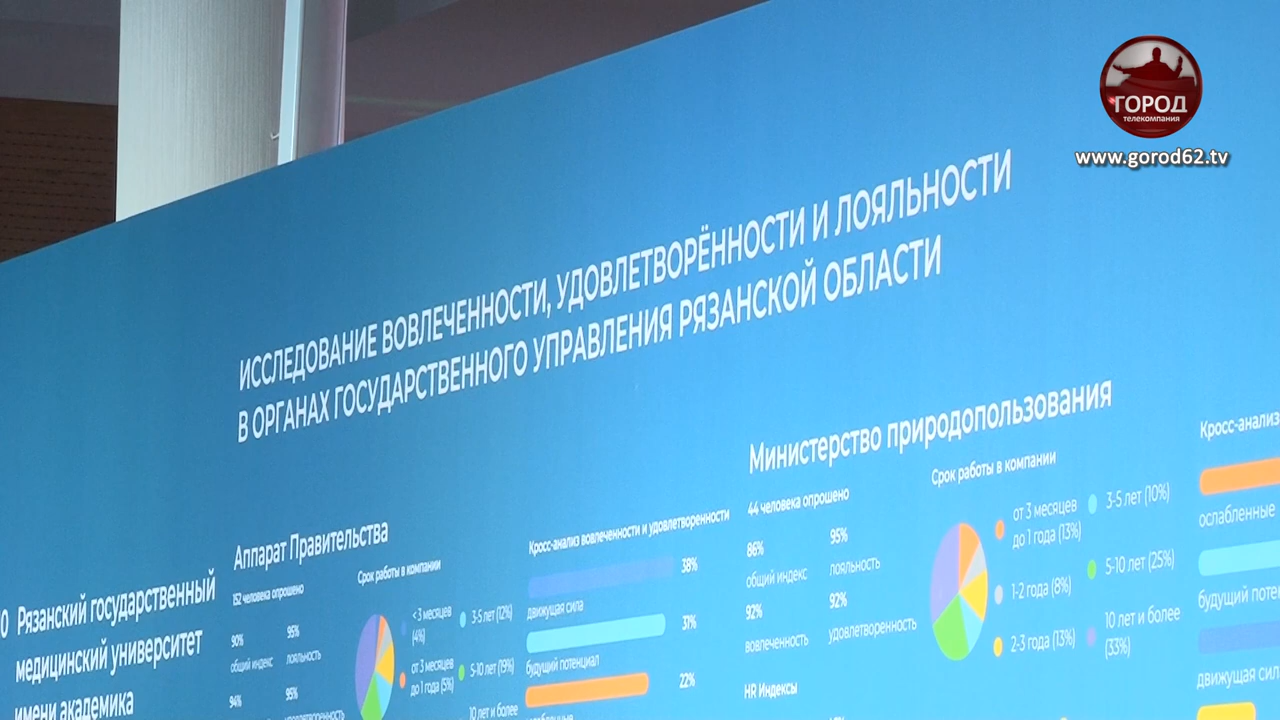 ГОРОД
телекомпания
www.gorod62.tv
ИССЛЕДОВАНИЕ ВОВЛЕЧЕННОСТИ, УДОВЛЕТВОРЁННОСТИ И ЛОЯЛЬНОСТИ
В ОРГАНАХ ГОСУДАРСТВЕННОГО УПРАВЛЕНИЯ РЯЗАНСКОЙ ОБЛАСТИ
Рязанский государственный
медицинский университет
имени академика
Аппарат Правительства
152 человека опрошено
90%
95%
общий индекс
лояльность
94%
95%
удовлетворенность
Срок работы в компании
< 3 месяцев
(4%)
от 3 месяцев
до 1 года (5%)
3-5 лет (12%)
5-10 лет (19%)
10 лет и более
Кросс-анализ вовлеченности и удовлетворенности
38%
движущая сила
31%
будущий потенциал
22%
ослабленные
Министерство природопользования
44 человека опрошено
86%
95%
общий индекс
лояльность
92%
92%
вовлеченность
удовлетворенность
HR Индексы
Срок работы в компании
от 3 месяцев
до 1 года (13%)
1-2 года (8%)
2-3 года (13%)
3-5 лет (10%)
5-10 лет (25%)
10 лет и более
(33%)
Кросс-анализ
ослабленные
будущий
движущая